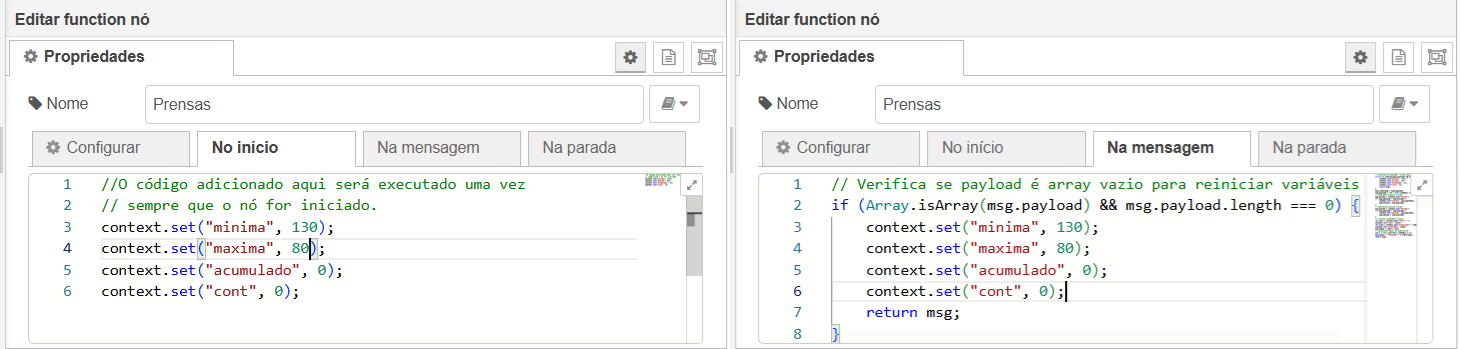 Editar function nó
Propriedades
Nome
Prensas
Configurar
No início
Na mensagem
Na parada
1 //O código adicionado aqui será executado uma vez
2 // sempre que o nó for iniciado.
3 context.set("minima", 130);
4 context.set("maxima", 80);
5 context.set("acumulado", 0);
6 context.set("cont", 0);
Editar function nó
Propriedades
Nome
Prensas
Configurar
No início
Na mensagem
Na parada
1 // Verifica se payload é array vazio para reiniciar variáveis
2 if (Array.isArray(msg.payload) && msg.payload.length === 0) {
3 context.set("minima", 130);
4 context.set("maxima", 80);
5 context.set("acumulado", 0);
6 context.set("cont", 0);
7 return msg;
8 }